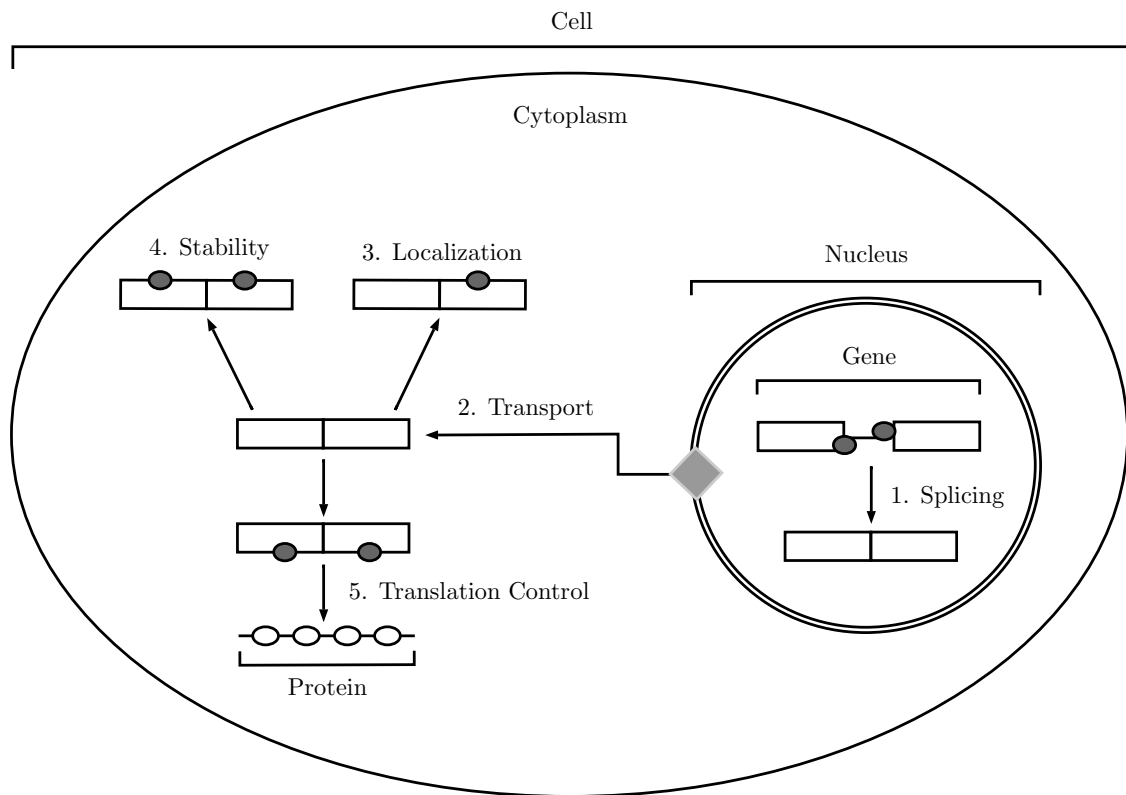 Cell
Cytoplasm
4. Stability
3. Localization
Nucleus
Gene
2. Transport
1. Splicing
5. Translation Control
Protein